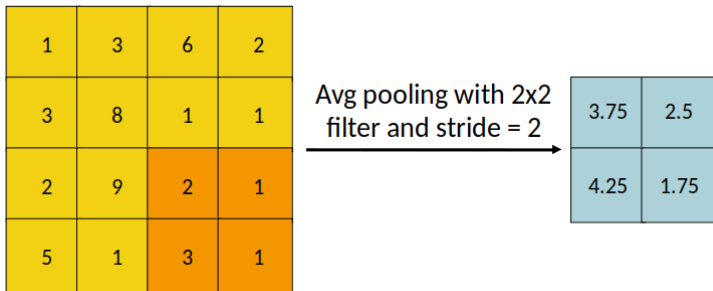 1 3 6 2
3 8 1 1
2 9 2 1
5 1 3 1
Avg pooling with 2x2
filter and stride = 2
3.75 2.5
4.25 1.75